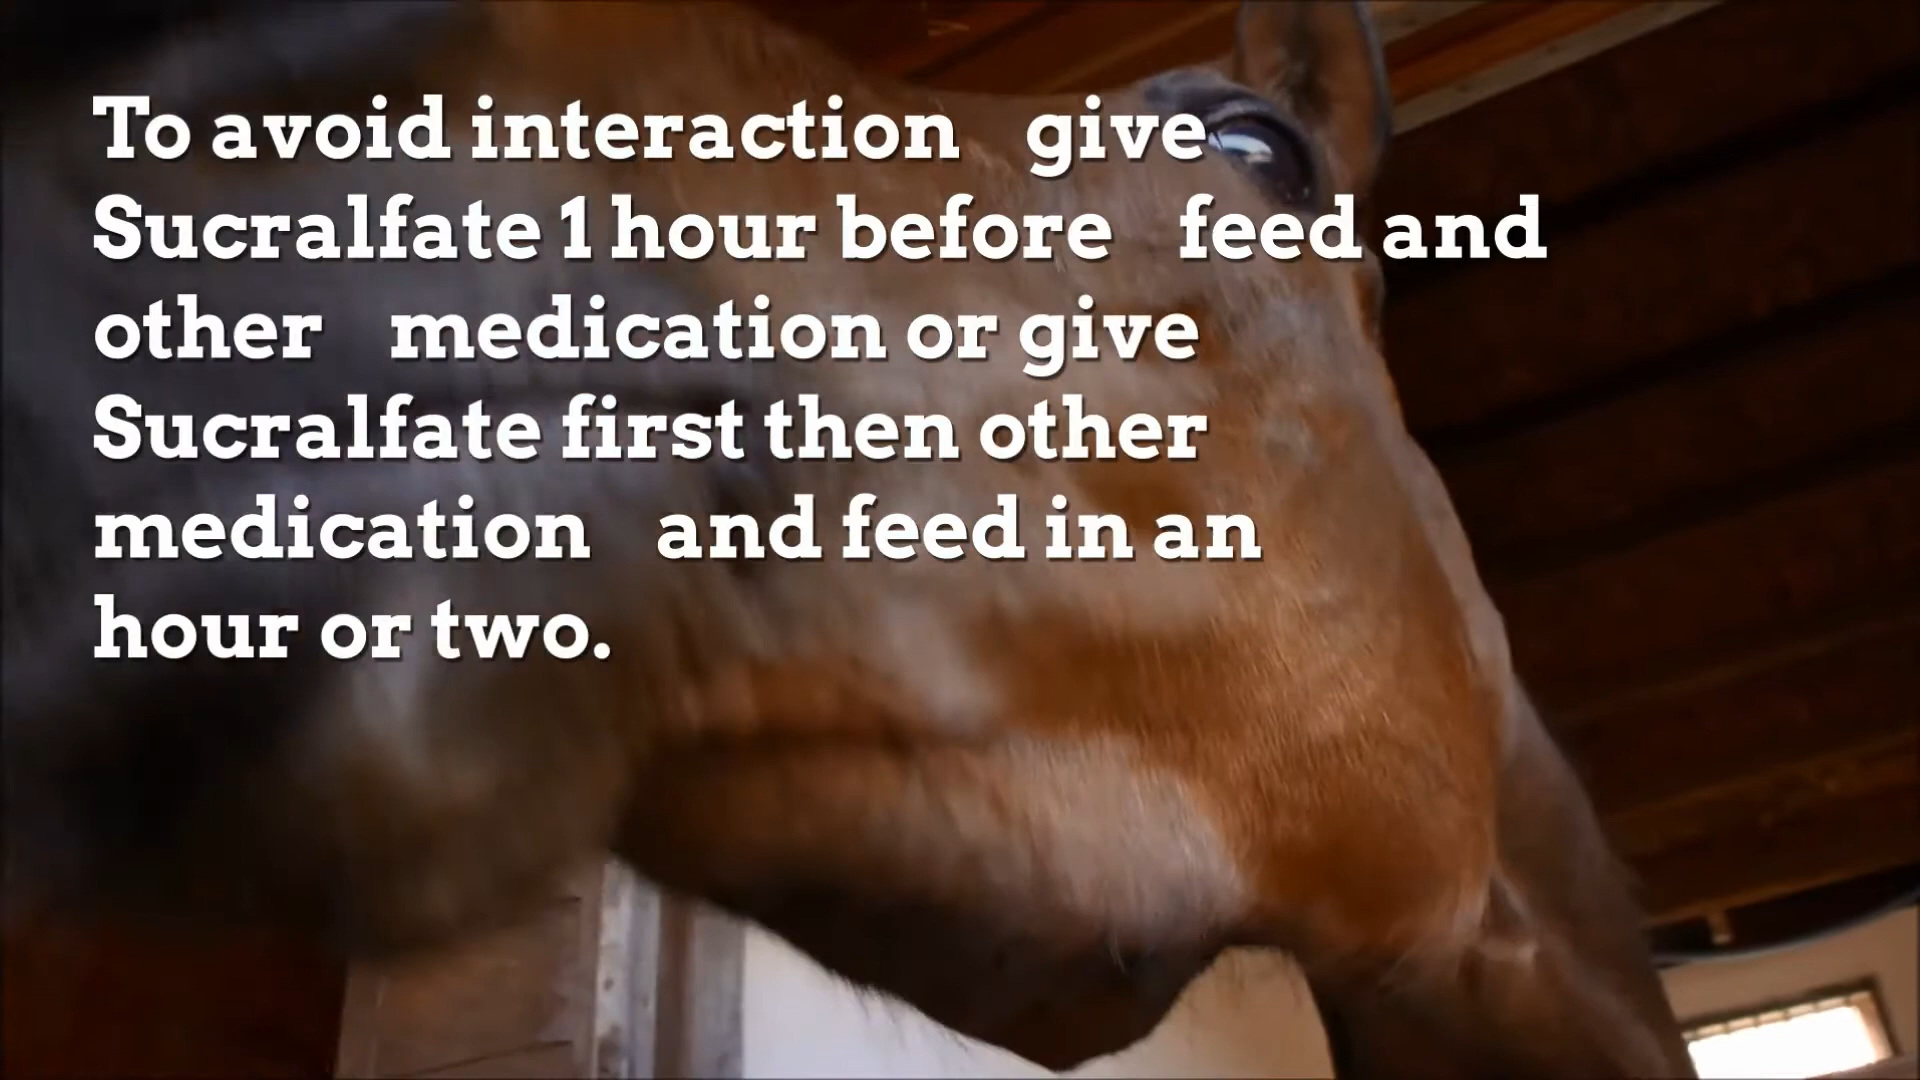 To avoid interaction give
Sucralfate 1 hour before feed and
other medication or give
Sucralfate first then other
medication and feed in an
hour or two.